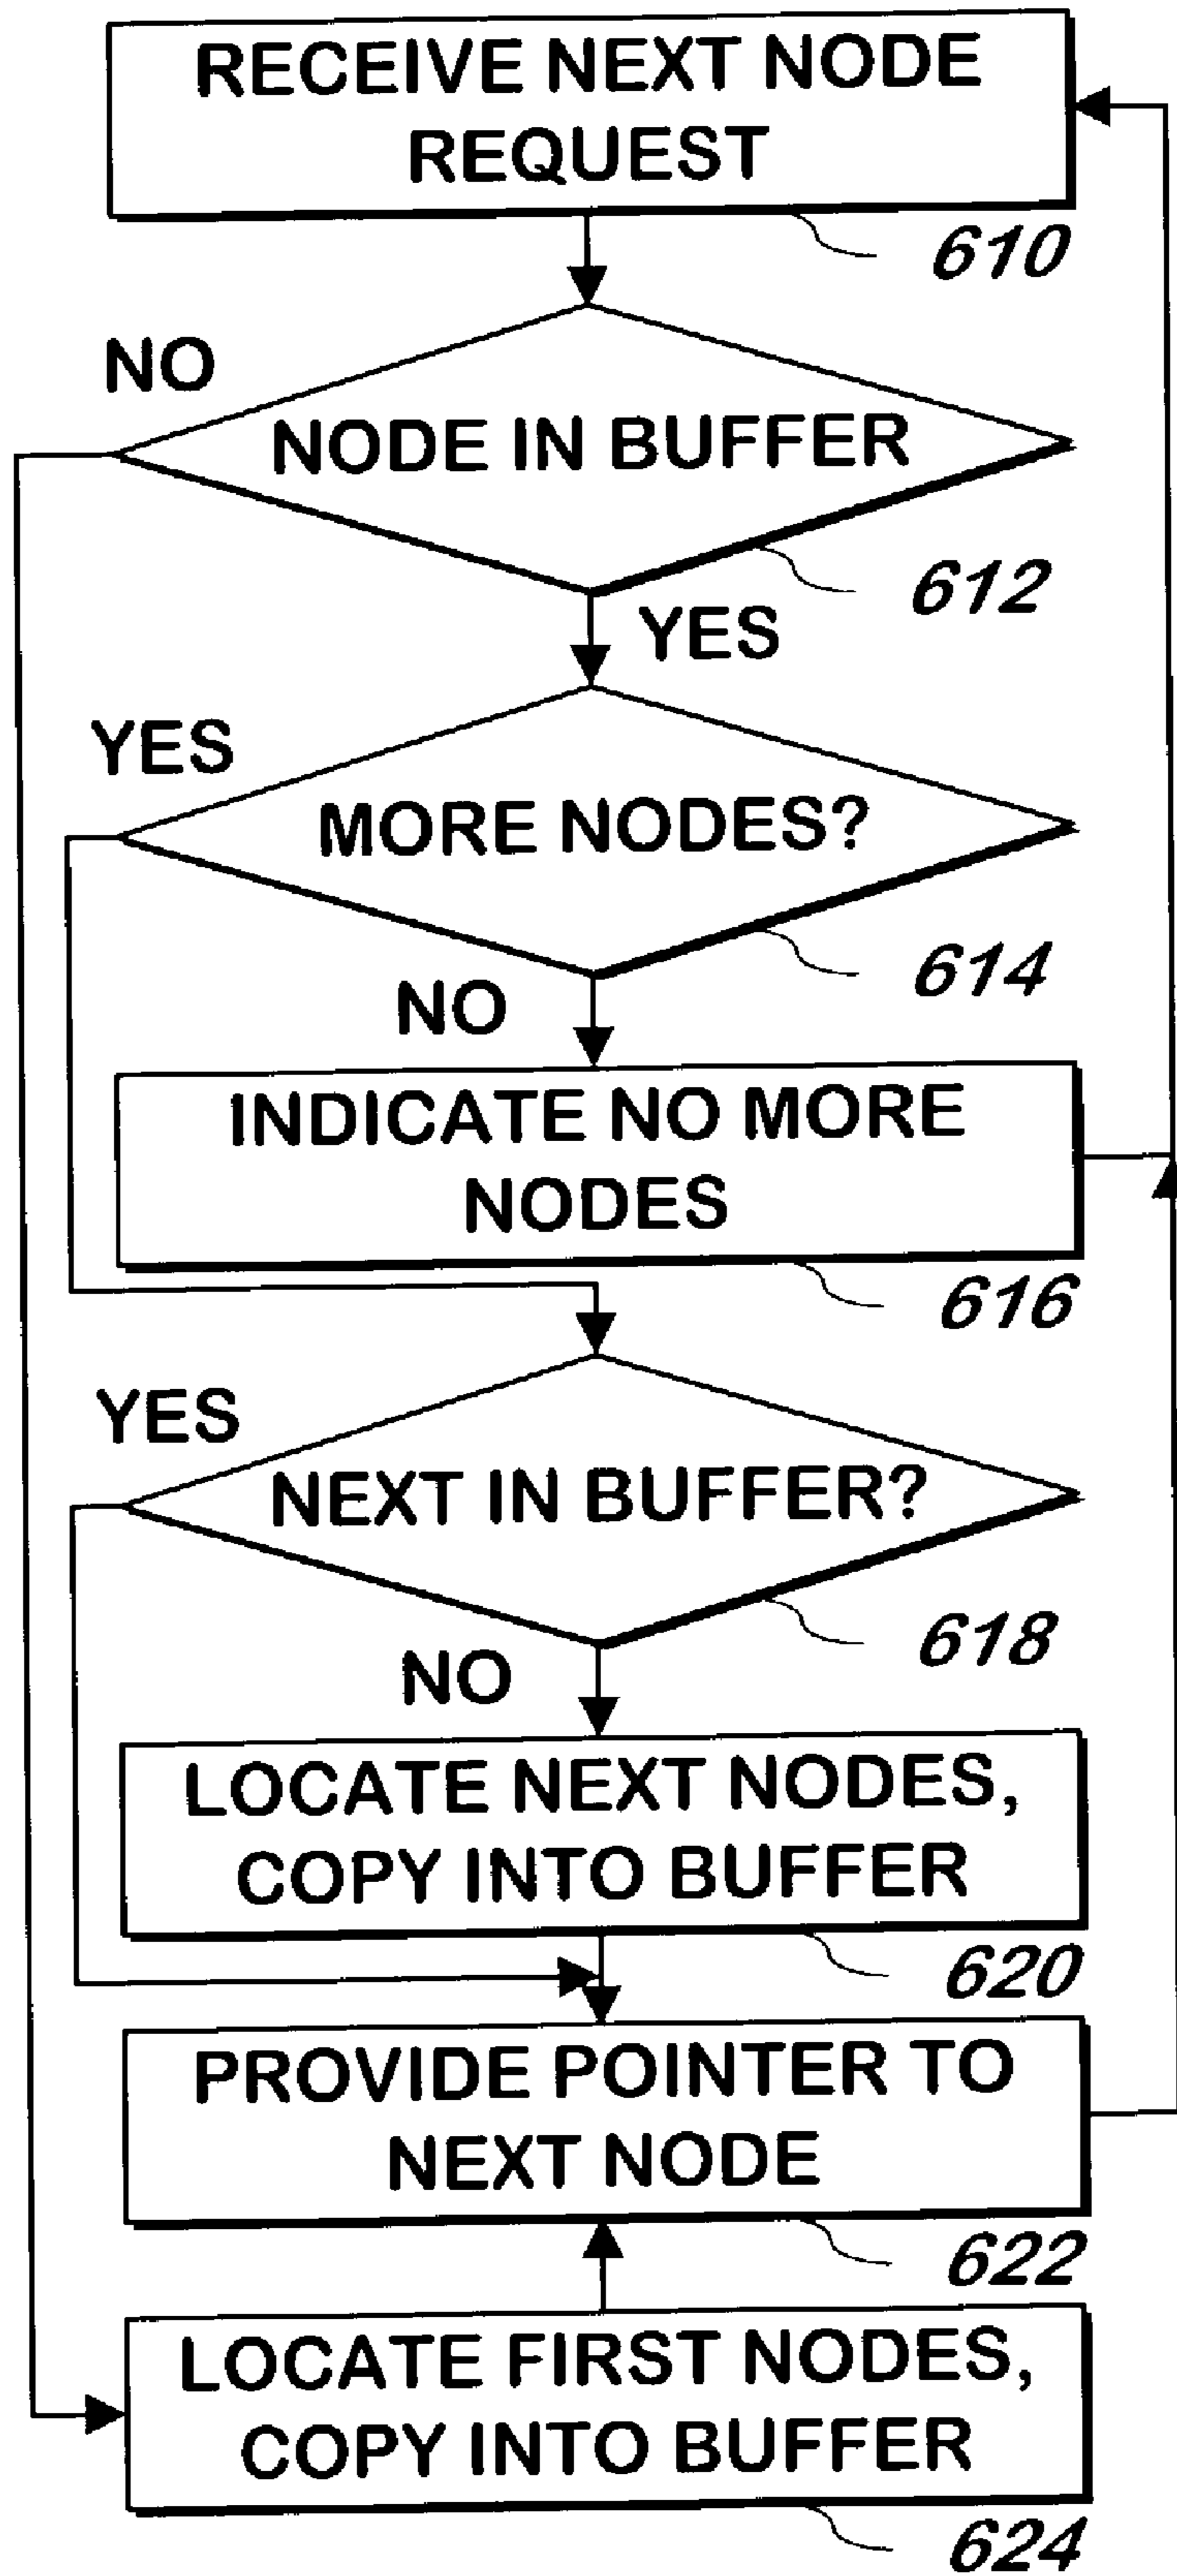 RECEIVE NEXT NODE
REQUEST
610
NO
NODE IN BUFFER
612
YES
YES
MORE NODES?
614
NO
INDICATE NO MORE
NODES
616
YES
NEXT IN BUFFER?
618
NO
LOCATE NEXT NODES,
COPY INTO BUFFER
620
PROVIDE POINTER TO
NEXT NODE
622
LOCATE FIRST NODES,
COPY INTO BUFFER
624